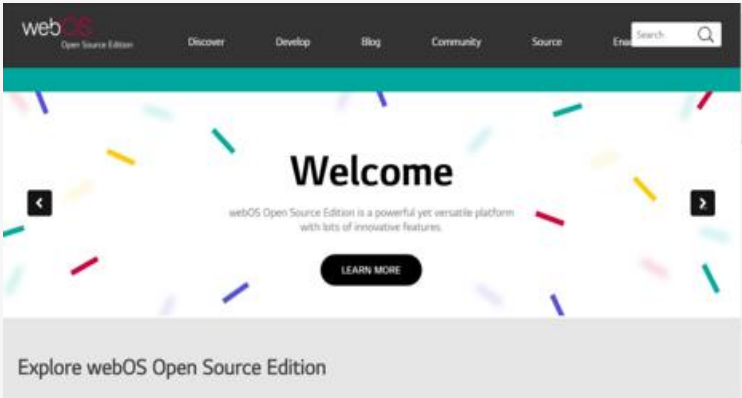 webOS
Open Source Edition
Discover Develop Blog Community Source
Search
Welcome
webOS Open Source Edition is a powerful yet versatile platform
with lots of innovative features.
LEARN MORE
Explore webOS Open Source Edition